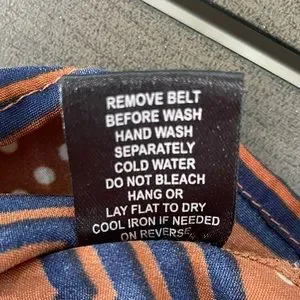 REMOVE BELT
BEFORE WASH
HAND WASH
SEPARATELY
COLD WATER
DO NOT BLEACH
HANG OR
LAY FLAT TO DRY
COOL IRON IF NEEDED
ON REVERSE